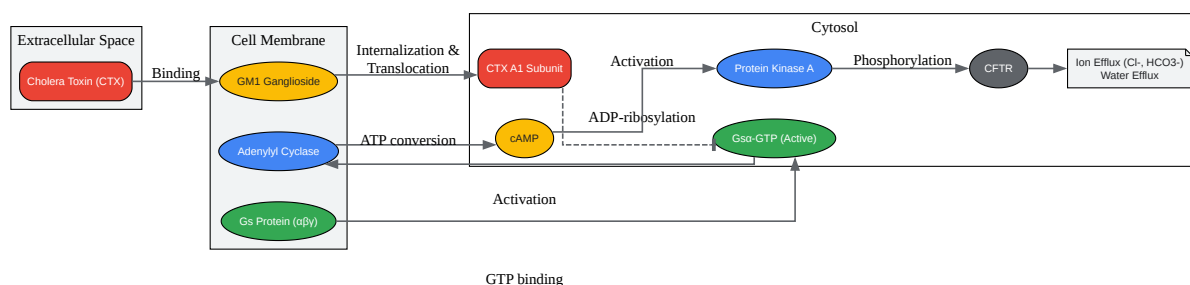 Extracellular Space
Cholera Toxin (CTX)
Binding
Cell Membrane
GM1 Ganglioside
Adenylyl Cyclase
Gs Protein (αβγ)
Internalization &
Translocation
ATP conversion
Cytosol
CTX A1 Subunit
cAMP
Activation
ADP-ribosylation
Protein Kinase A
Gsα-GTP (Active)
Phosphorylation
CFTR
Ion Efflux (Cl-, HCO3-)
Water Efflux
Activation
GTP binding